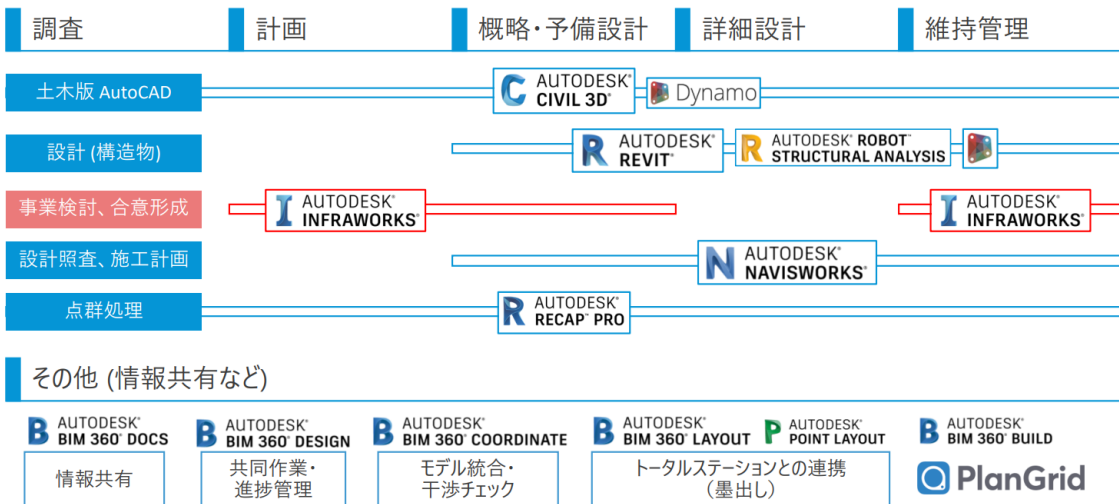 調査
計画
概略・予備設計
詳細設計
維持管理
土木版 AutoCAD
AUTODESK®
CIVIL 3D®
Dynamo
設計 (構造物)
AUTODESK®
REVIT®
AUTODESK® ROBOT™
STRUCTURAL ANALYSIS
事業検討、合意形成
AUTODESK®
INFRAWORKS®
AUTODESK®
INFRAWORKS®
設計照査、施工計画
AUTODESK®
NAVISWORKS®
点群処理
AUTODESK®
RECAP™ PRO
その他 (情報共有など)
AUTODESK®
BIM 360® DOCS
情報共有
AUTODESK®
BIM 360® DESIGN
共同作業・
進捗管理
AUTODESK®
BIM 360® COORDINATE
モデル統合・
干渉チェック
AUTODESK®
BIM 360® LAYOUT
AUTODESK®
POINT LAYOUT
トータルステーションとの連携
（墨出し）
AUTODESK®
BIM 360® BUILD
PlanGrid